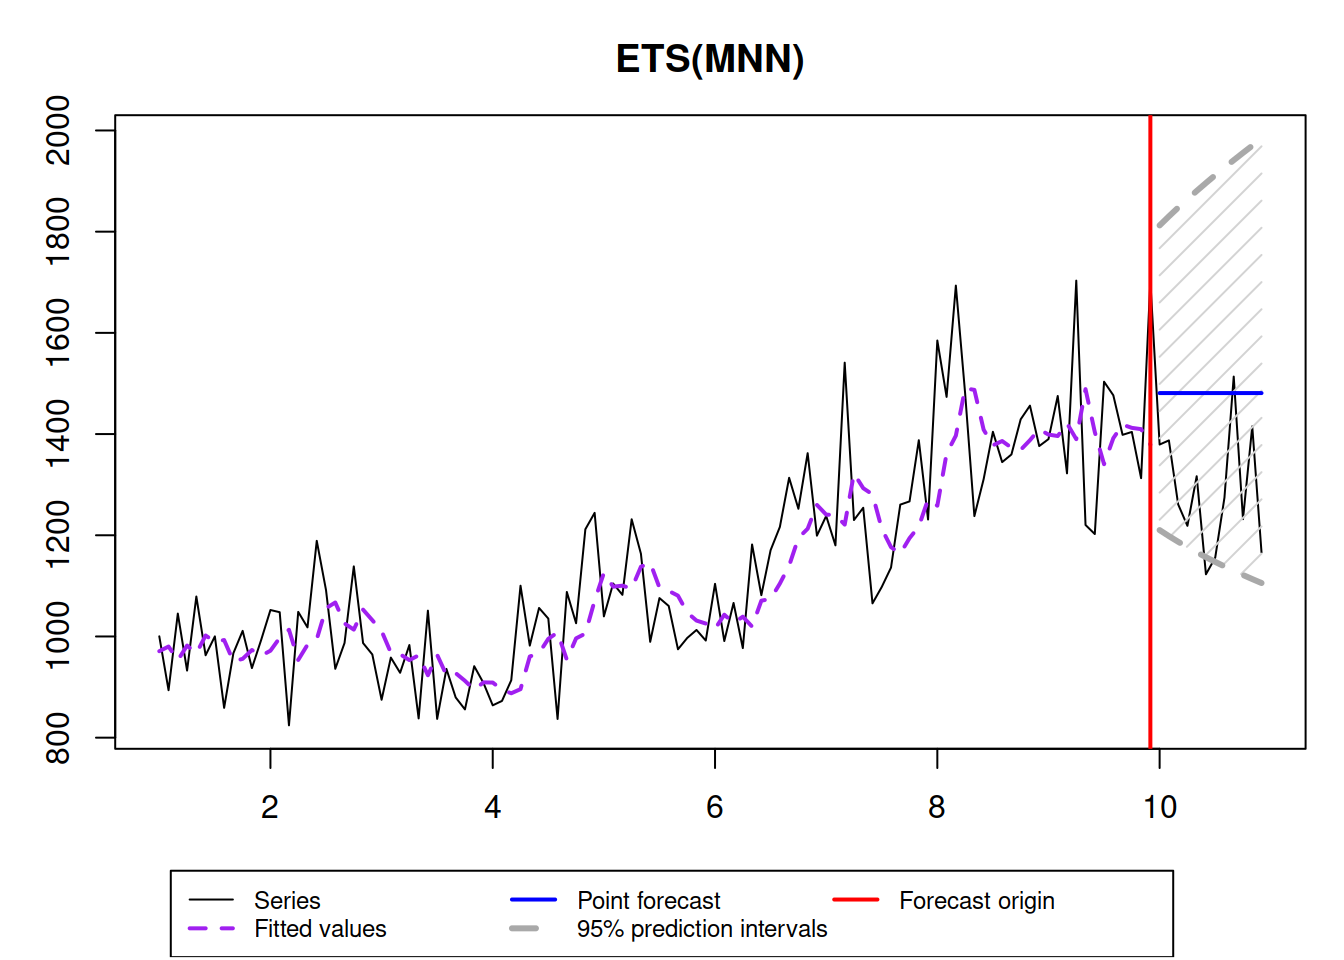 ETS(MNN)
2000
1800
1600
1400
1200
1000
800
2 4 6 8 10
Series Point forecast Forecast origin
Fitted values 95% prediction intervals